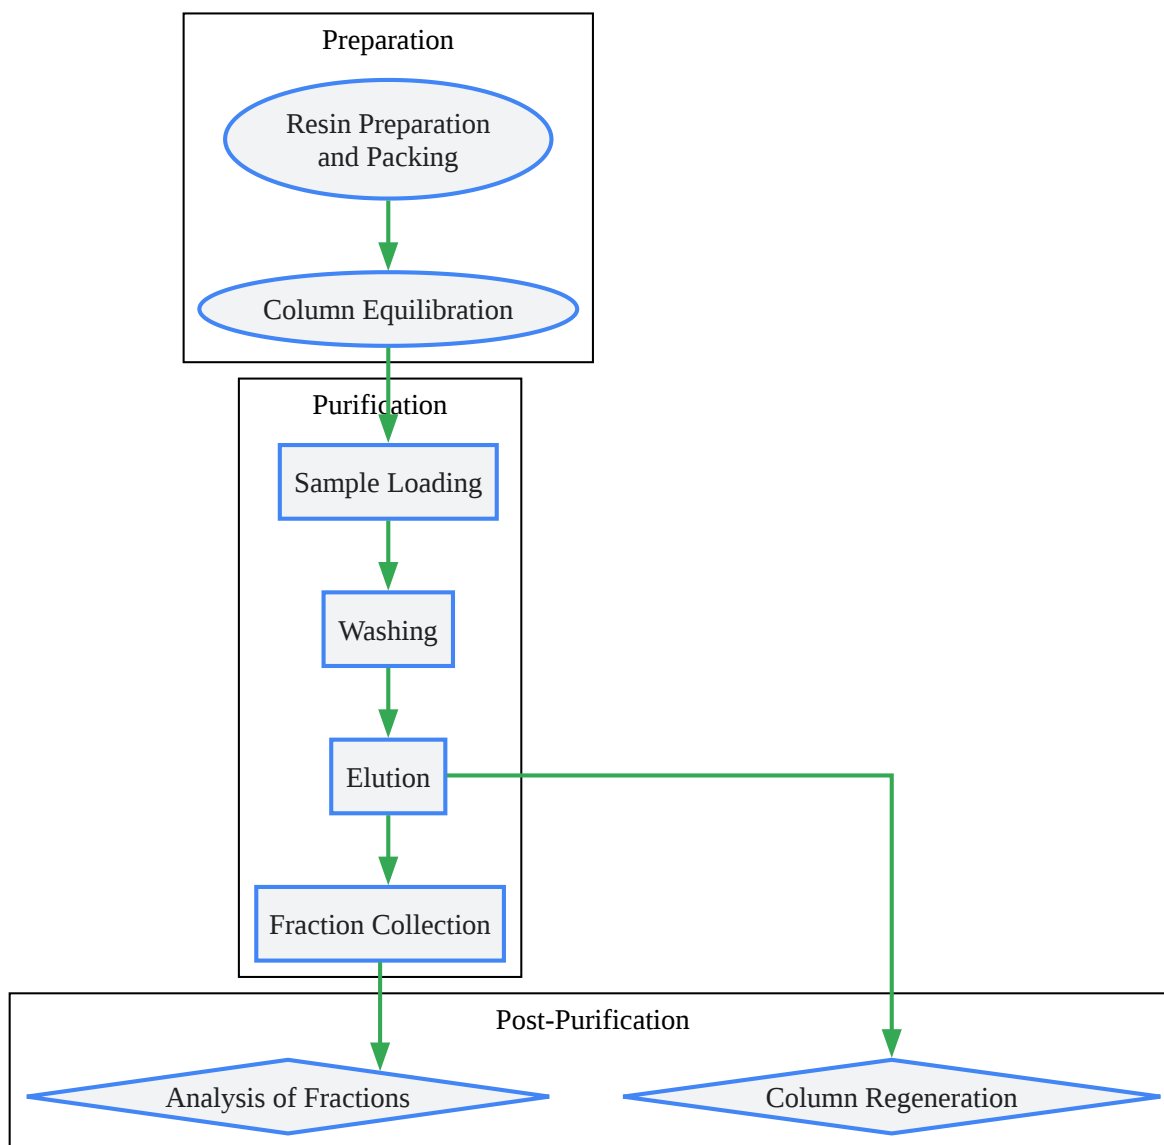 Preparation
Resin Preparation
and Packing
Column Equilibration
Purification
Sample Loading
Washing
Elution
Fraction Collection
Post-Purification
Analysis of Fractions
Column Regeneration